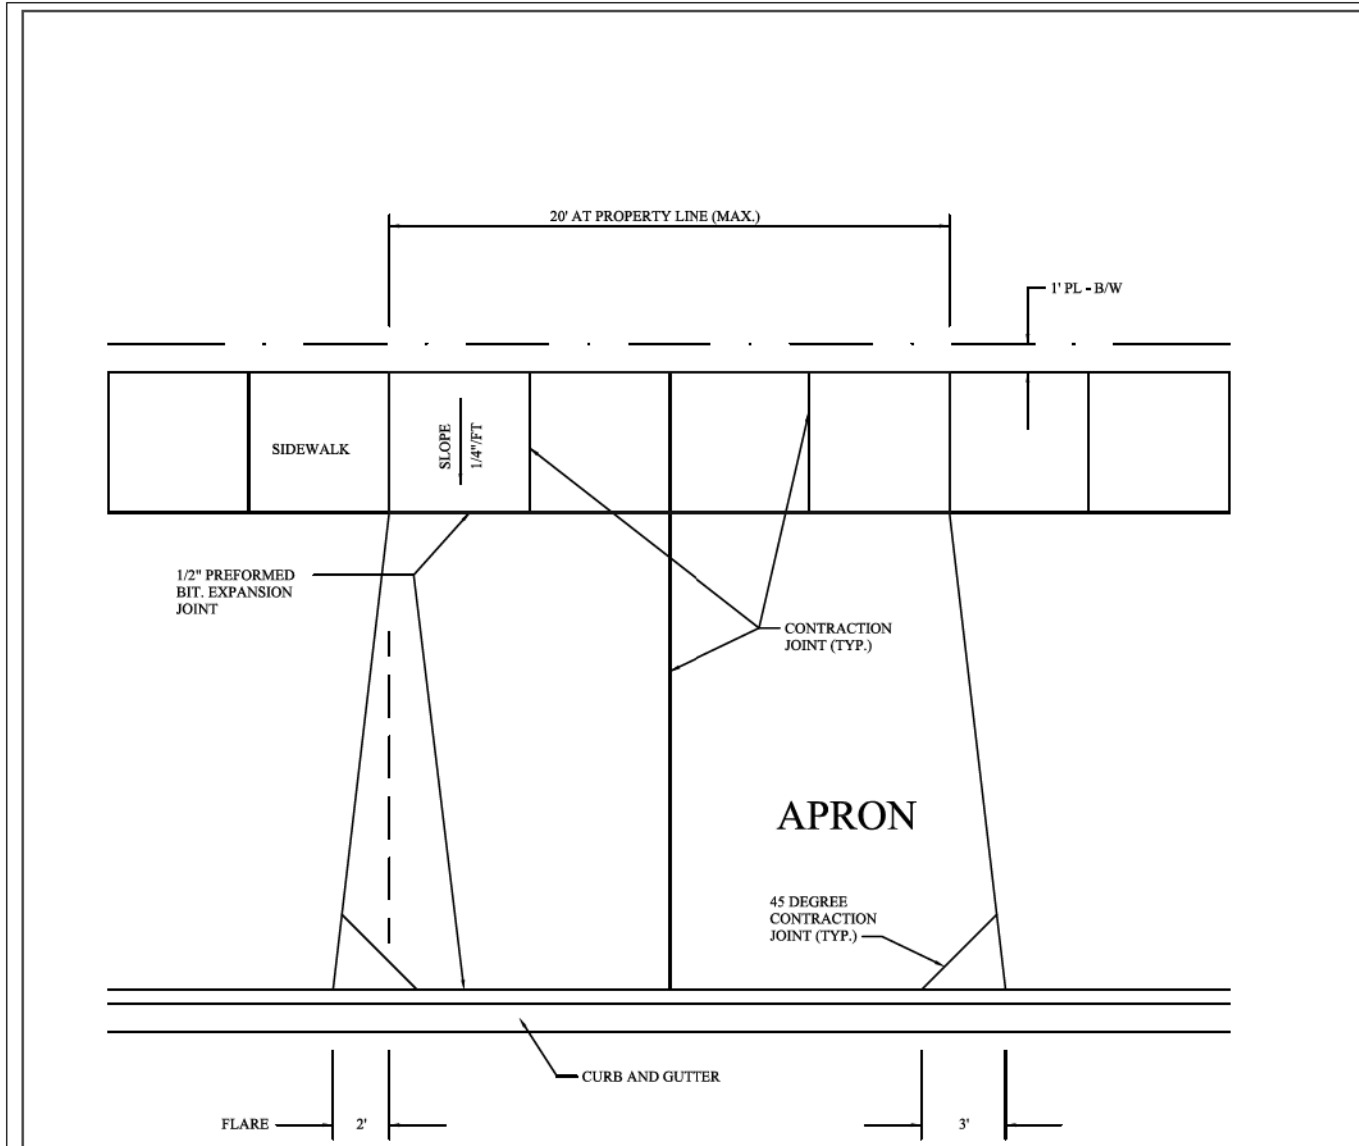 20' AT PROPERTY LINE (MAX.)
1' PL - B/W
SIDEWALK
SLOPE
1/4"/FT
1/2" PREFORMED
BIT. EXPANSION
JOINT
CONTRACTION
JOINT (TYP.)
APRON
45 DEGREE
CONTRACTION
JOINT (TYP.)
CURB AND GUTTER
FLARE
2'
3'